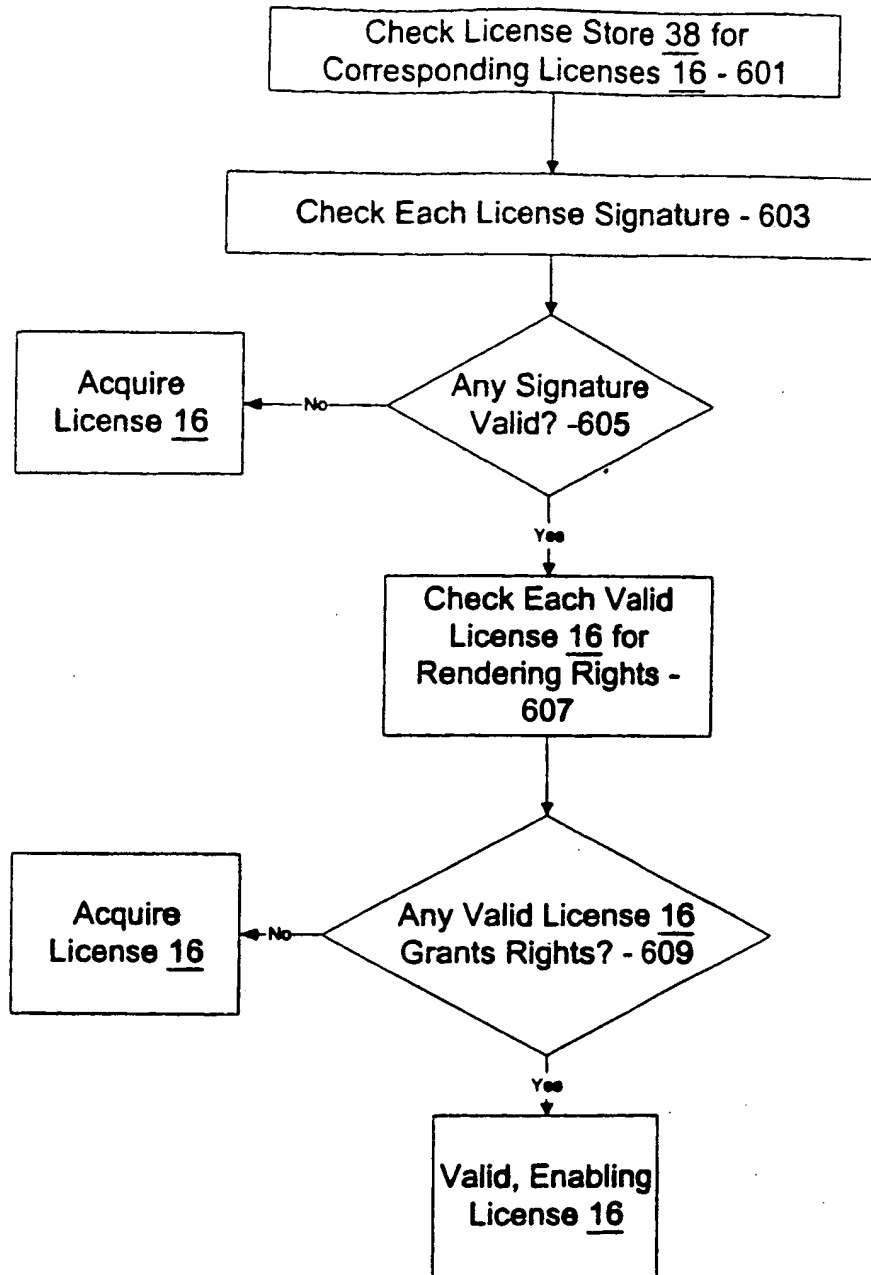 Check License Store 38 for
Corresponding Licenses 16 - 601
Check Each License Signature - 603
Acquire
License 16
No
Any Signature
Valid? -605
Yes
Check Each Valid
License 16 for
Rendering Rights -
607
Acquire
License 16
No
Any Valid License 16
Grants Rights? - 609
Yes
Valid, Enabling
License 16